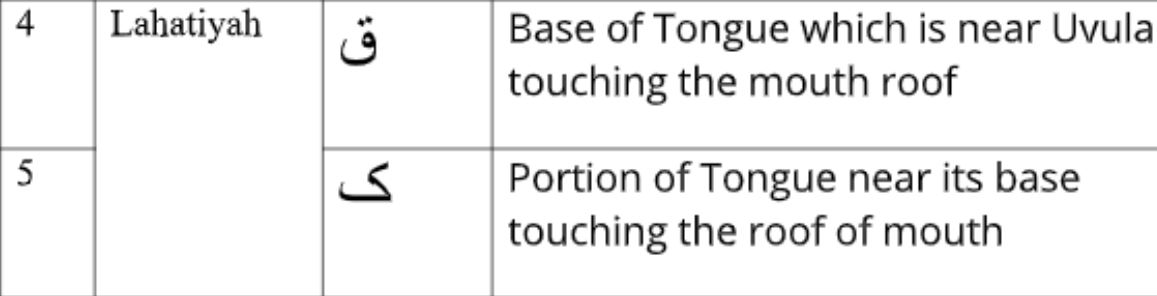 4 Lahatiyah ق Base of Tongue which is near Uvula
touching the mouth roof
5 ک Portion of Tongue near its base
touching the roof of mouth